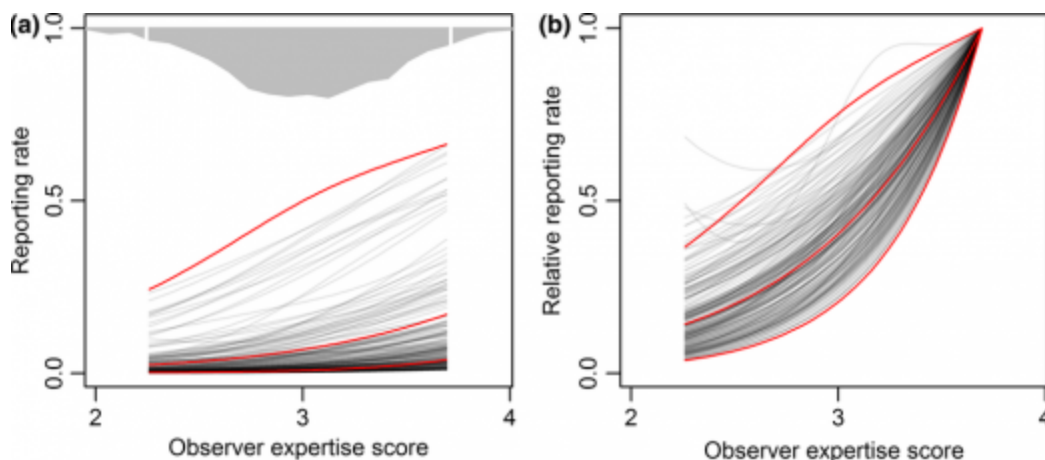 (a)
1.0
0.5
0.0
Reporting rate
2
3
4
Observer expertise score
(b)
1.0
0.5
0.0
Relative reporting rate
2
3
4
Observer expertise score